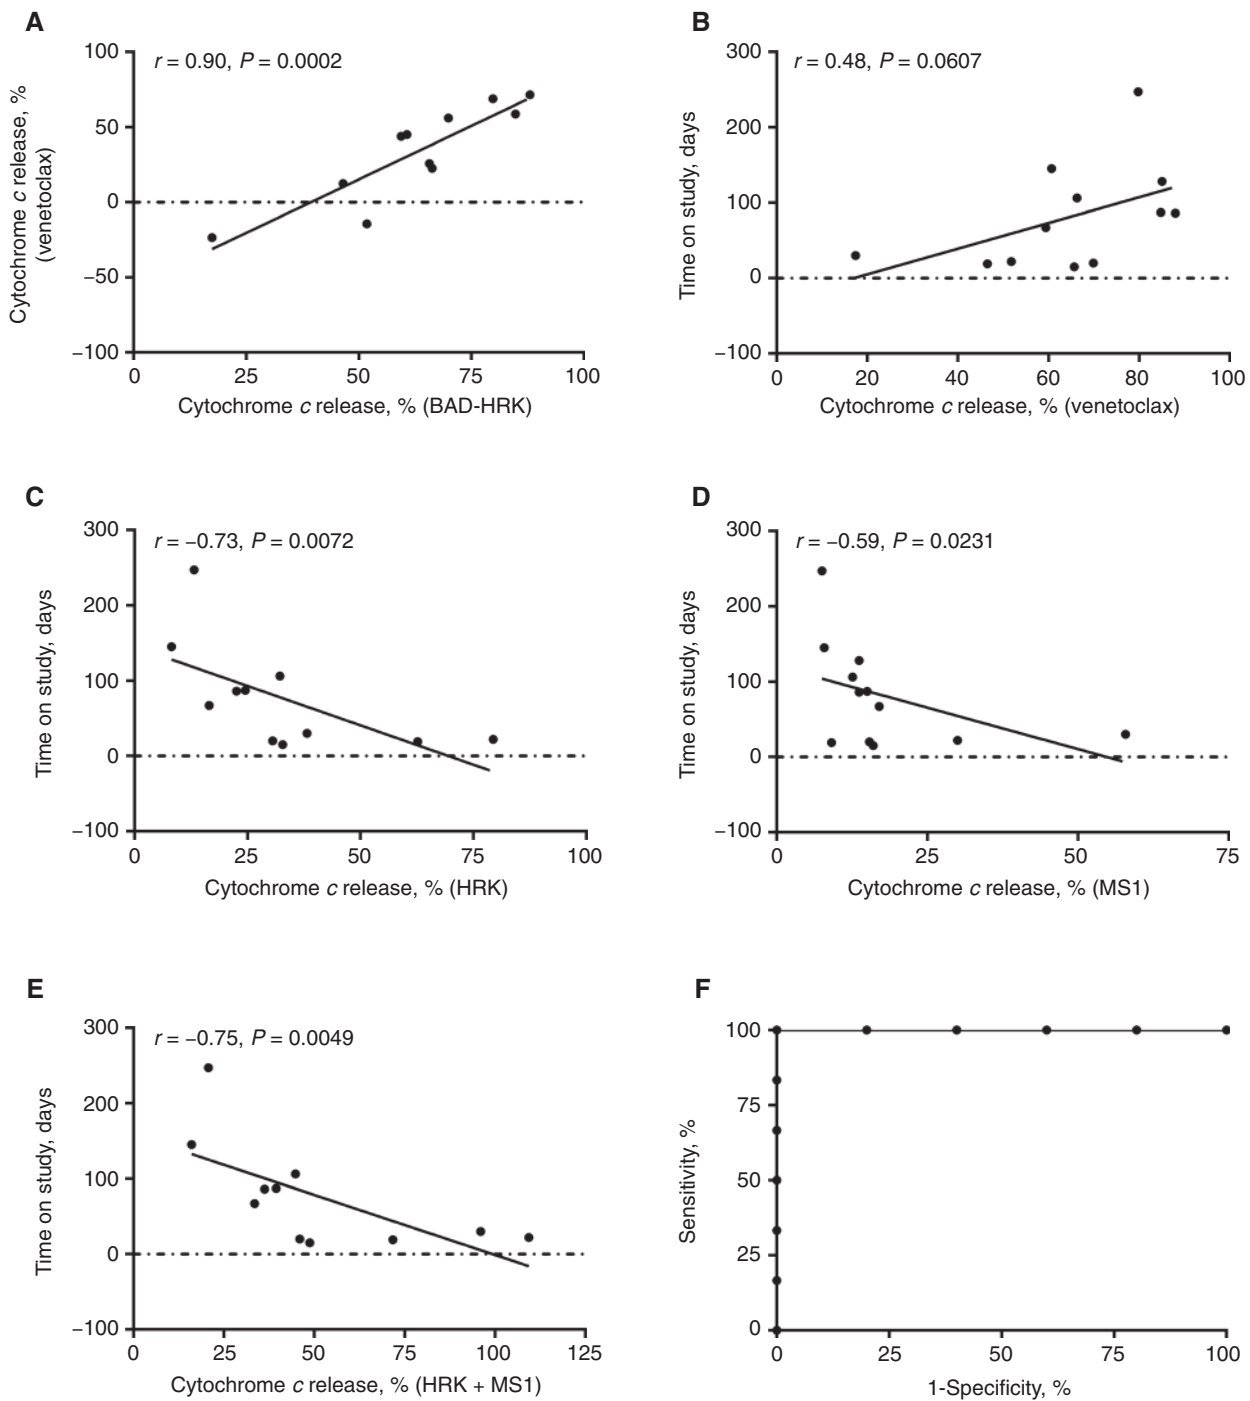 A
r = 0.90, P = 0.0002
Cytochrome c release, %
(venetoclax)
100
50
0
−50
−100
0 25 50 75 100
Cytochrome c release, % (BAD-HRK)
B
r = 0.48, P = 0.0607
Time on study, days
300
200
100
0
−100
0 20 40 60 80 100
Cytochrome c release, % (venetoclax)
C
r = −0.73, P = 0.0072
Time on study, days
300
200
100
0
−100
0 25 50 75 100
Cytochrome c release, % (HRK)
D
r = −0.59, P = 0.0231
Time on study, days
300
200
100
0
−100
0 25 50 75
Cytochrome c release, % (MS1)
E
r = −0.75, P = 0.0049
Time on study, days
300
200
100
0
−100
0 25 50 75 100 125
Cytochrome c release, % (HRK + MS1)
F
Sensitivity, %
100
75
50
25
0
0 25 50 75 100
1-Specificity, %